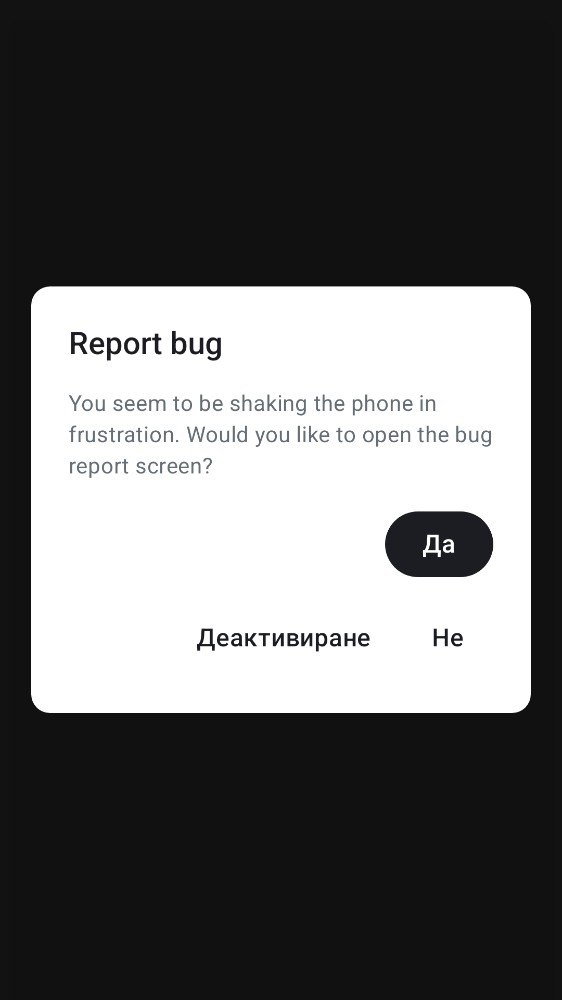 Report bug
You seem to be shaking the phone in
frustration. Would you like to open the bug
report screen?
Да
Деактивиране
Не